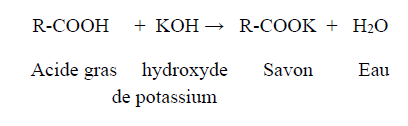 R-COOH + KOH → R-COOK + H2O
Acide gras hydroxyde Savon Eau
de potassium